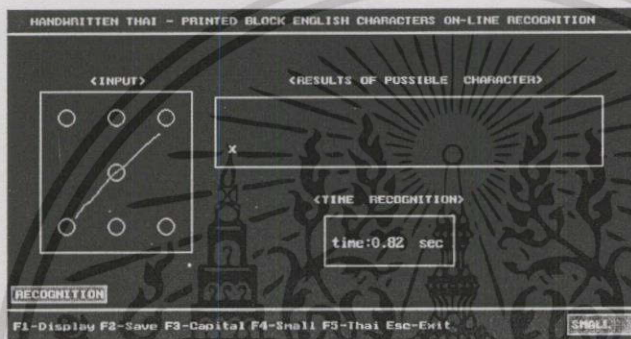 HANDWRITTEN THAI - PRINTED BLOCK ENGLISH CHARACTERS ON-LINE RECOGNITION
<INPUT>
<RESULTS OF POSSIBLE CHARACTER>
x
<TIME RECOGNITION>
time:0.82 sec
RECOGNITION
F1-Display F2-Save F3-Capital F4-Small F5-Thai Esc-Exit
SMALL